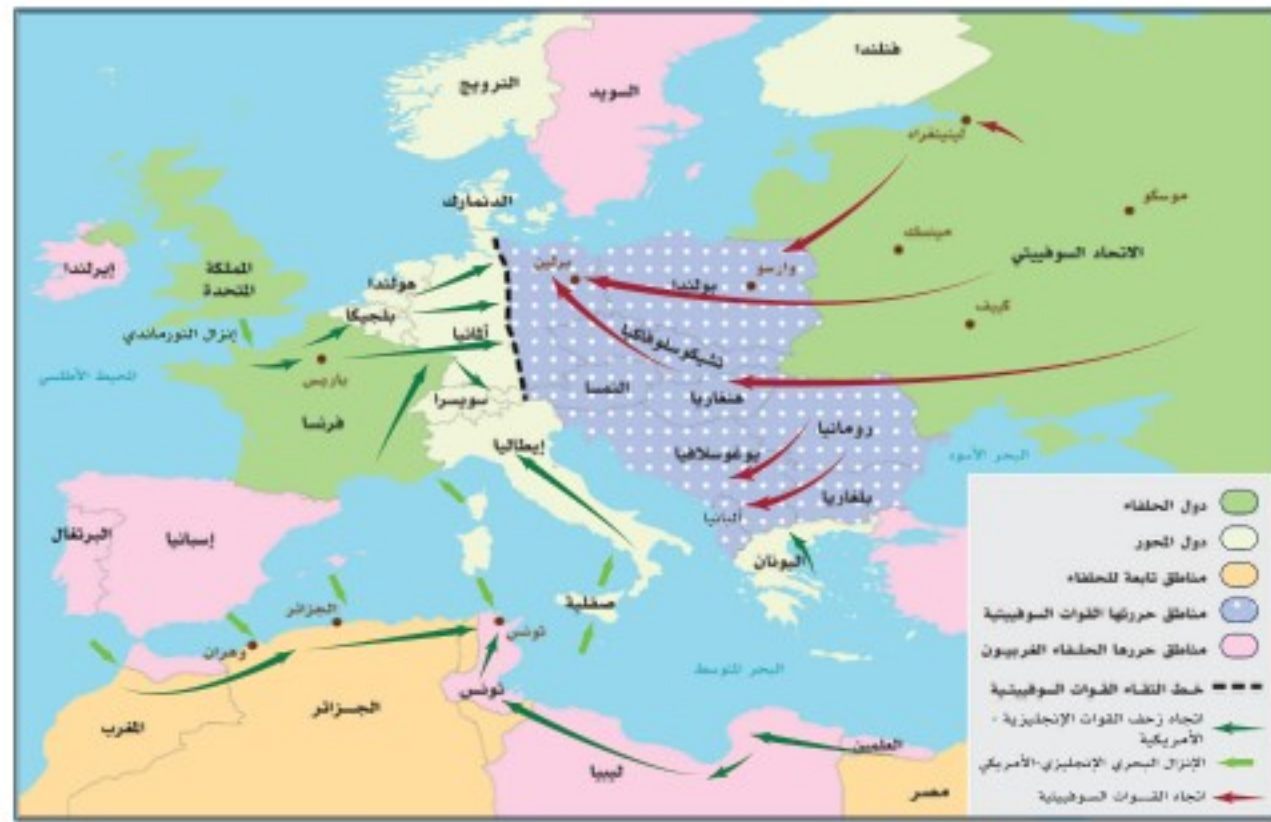 فنلندا
النرويج
السويد
لينينغراد
موسكو
الدنمارك
مينسك
الاتحاد السوفييتي
إيرلندا
المملكة
المتحدة
هولندا
برلين
وارسو
بولندا
بلجيكا
كييف
إنزال النورماندي
ألمانيا
تشيكوسلوفاكيا
المحيط الأطلسي
باريس
سويسرا
النمسا
هنغاريا
فرنسا
إيطاليا
رومانيا
يوغوسلافيا
البحر الأسود
بلغاريا
ألبانيا
البرتغال
إسبانيا
اليونان
صقلية
الجزائر
تونس
وهران
البحر المتوسط
تونس
الجزائر
المغرب
العلمين
ليبيا
مصر
دول الحلفاء
دول المحور
مناطق تابعة للحلفاء
مناطق حررتها القوات السوفييتية
مناطق حررها الحلفاء الغربيون
خط التقاء القوات السوفييتية
اتجاه زحف القوات الإنجليزية -
الأمريكية
الإنزال البحري الإنجليزي-الأمريكي
اتجاه القوات السوفييتية